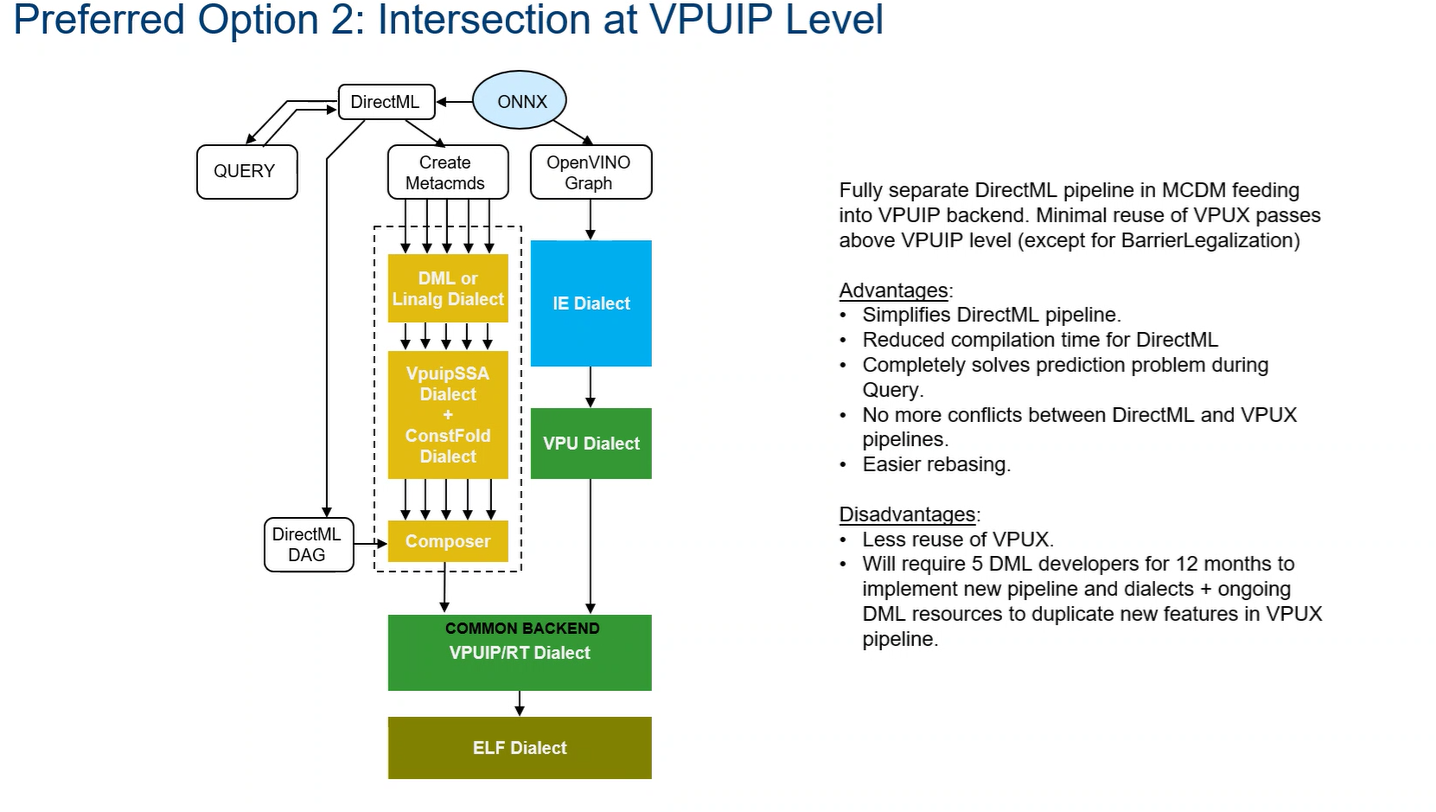 Preferred Option 2: Intersection at VPUIP Level
DirectML
ONNX
QUERY
Create
Metacmds
OpenVINO
Graph
DML or
Linalg Dialect
IE Dialect
VpuipSSA
Dialect
+
ConstFold
Dialect
VPU Dialect
DirectML
DAG
Composer
COMMON BACKEND
VPUIP/RT Dialect
ELF Dialect
Fully separate DirectML pipeline in MCDM feeding
into VPUIP backend. Minimal reuse of VPUX passes
above VPUIP level (except for BarrierLegalization)
Advantages:
• Simplifies DirectML pipeline.
• Reduced compilation time for DirectML
• Completely solves prediction problem during
Query.
• No more conflicts between DirectML and VPUX
pipelines.
• Easier rebasing.
Disadvantages:
• Less reuse of VPUX.
• Will require 5 DML developers for 12 months to
implement new pipeline and dialects + ongoing
DML resources to duplicate new features in VPUX
pipeline.